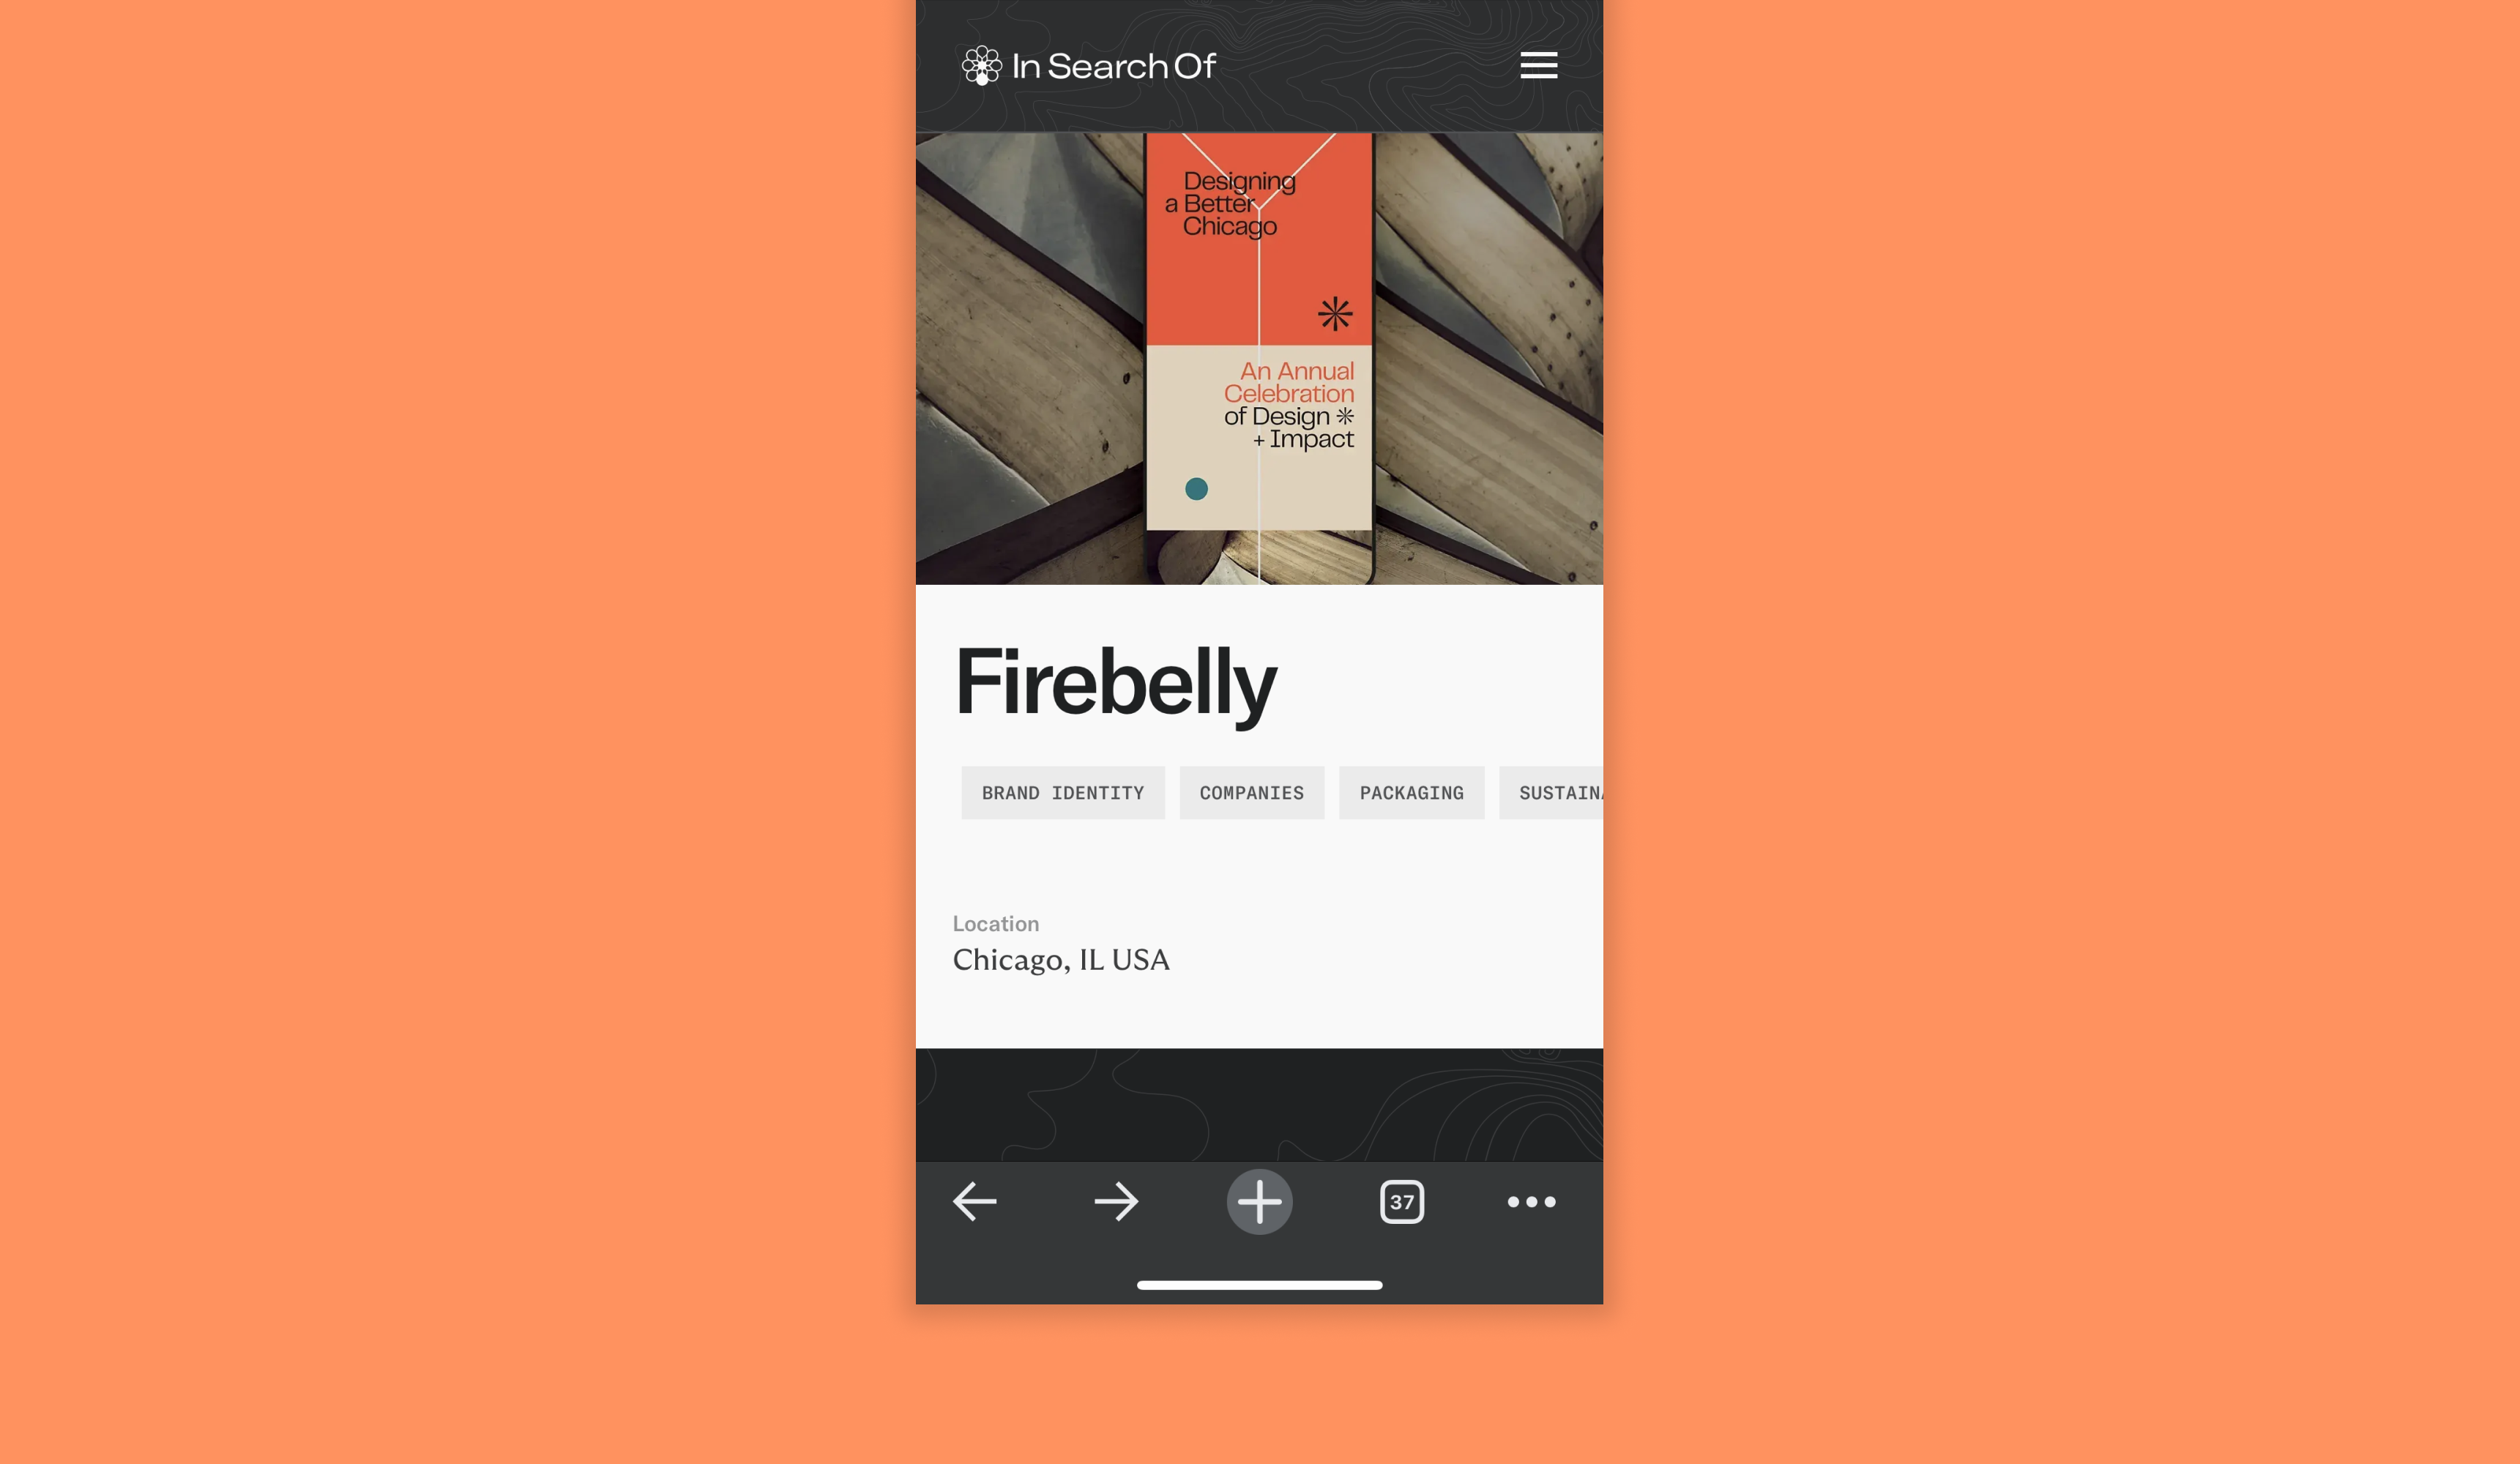 In Search Of
Designing
a Better
Chicago
An Annual
Celebration
of Design
+ Impact
Firebelly
BRAND IDENTITY
COMPANIES
PACKAGING
SUSTAIN
Location
Chicago, IL USA
37